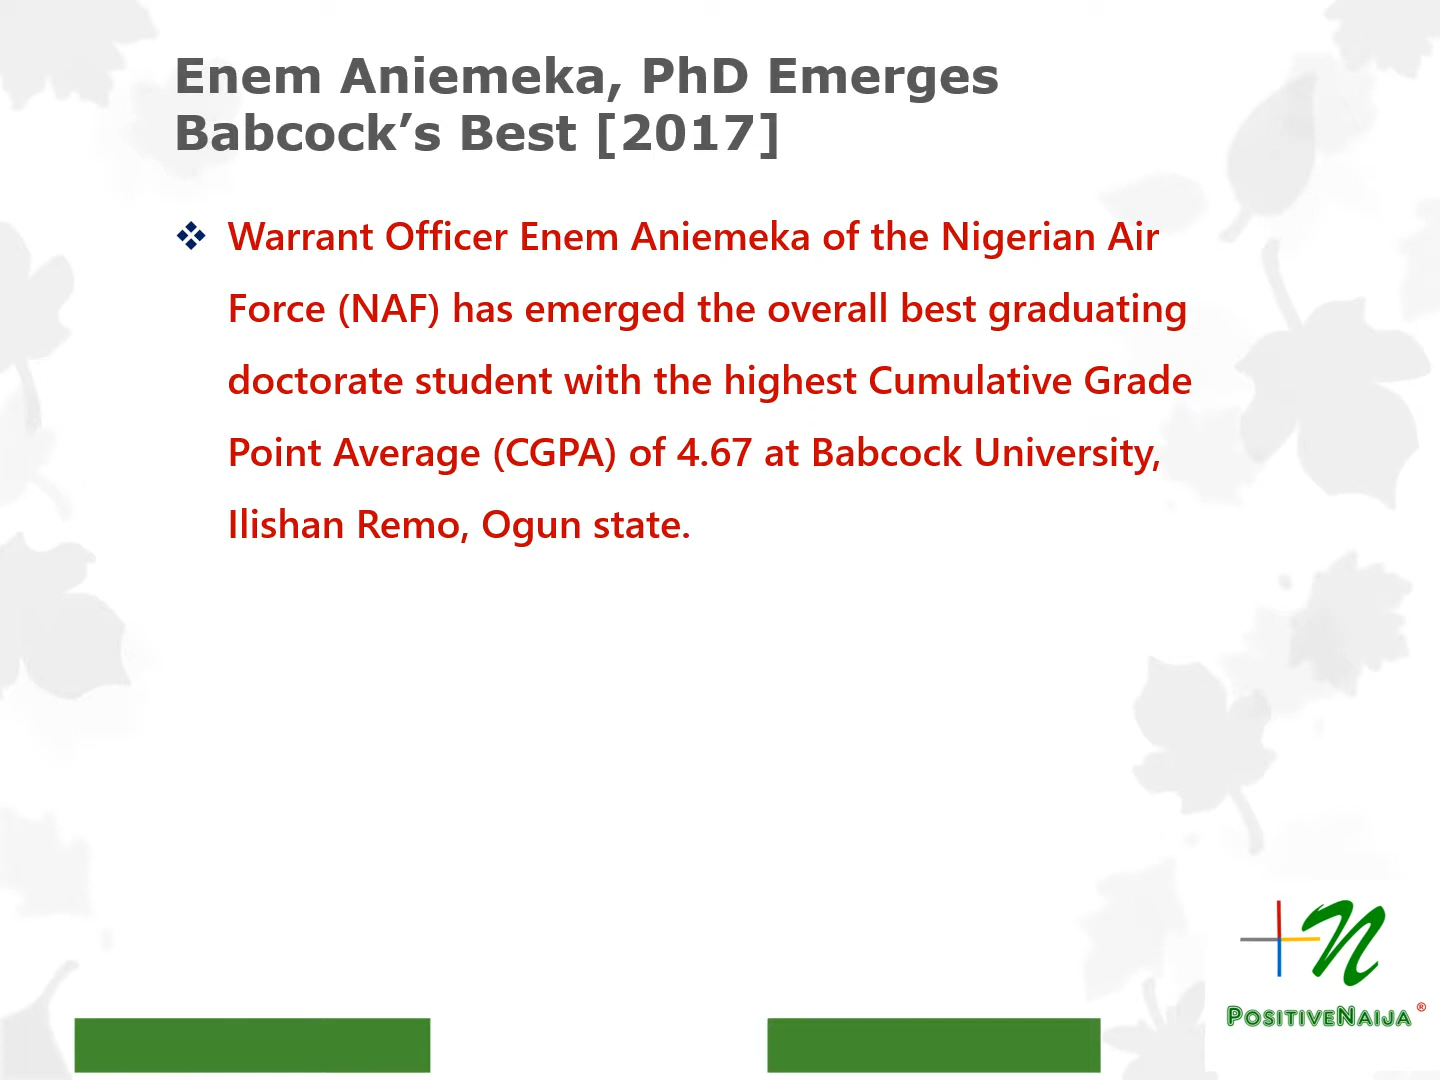 Enem Aniemeka, PhD Emerges
Babcock’s Best [2017]
❖ Warrant Officer Enem Aniemeka of the Nigerian Air
Force (NAF) has emerged the overall best graduating
doctorate student with the highest Cumulative Grade
Point Average (CGPA) of 4.67 at Babcock University,
Ilishan Remo, Ogun state.
+N
PositiveNaija®